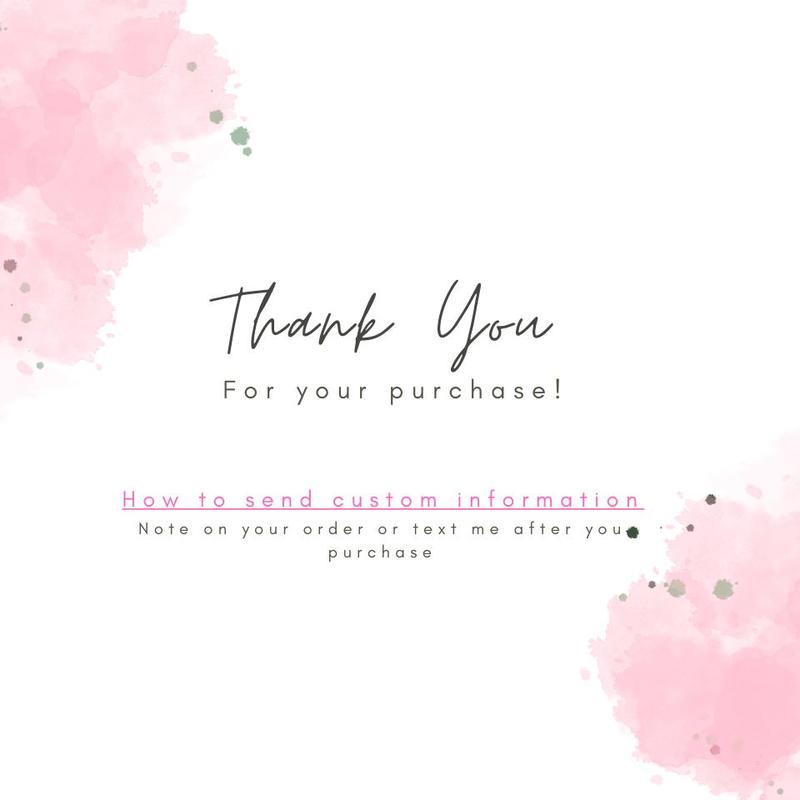 Thank You
For your purchase!
How to send custom information
Note on your order or text me after you
purchase